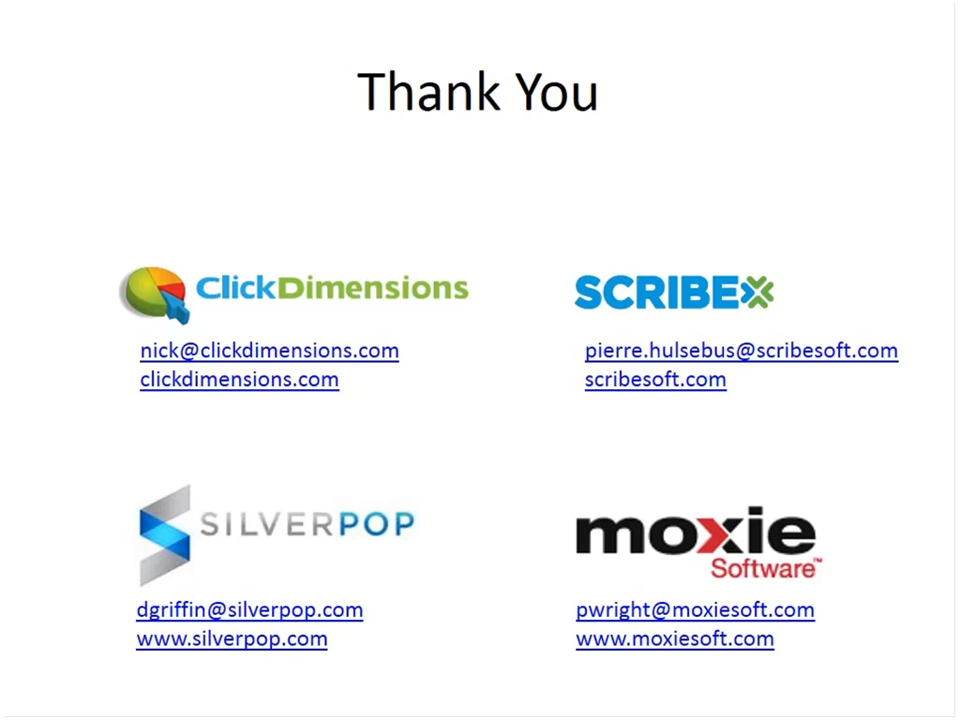 Thank You
ClickDimensions
nick@clickdimensions.com
clickdimensions.com
SCRIBE
pierre.hulsebus@scribesoft.com
scribesoft.com
SILVERPOP
dgriffin@silverpop.com
www.silverpop.com
moxie
Software™
pwright@moxiesoft.com
www.moxiesoft.com